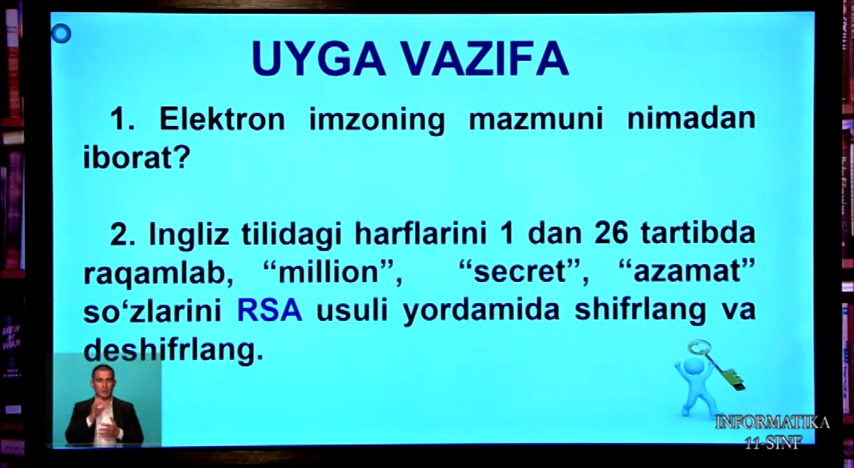 UYGA VAZIFA
1. Elektron imzoning mazmuni nimadan
iborat?
2. Ingliz tilidagi harflarini 1 dan 26 tartibda
raqamlab, “million”, “secret”, “azamat”
so‘zlarini RSA usuli yordamida shifrlang va
deshifrlang.
INFORMATIKA
11-SINF